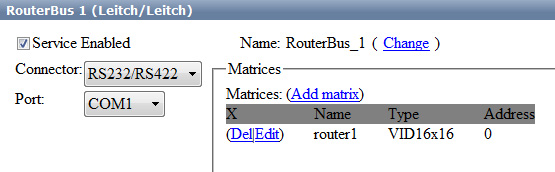 RouterBus 1 (Leitch/Leitch)
Service Enabled
Name: RouterBus_1 ( Change )
Connector: RS232/RS422
Port: COM1
Matrices
Matrices: (Add matrix)
X Name Type Address
(Del|Edit) router1 VID16x16 0